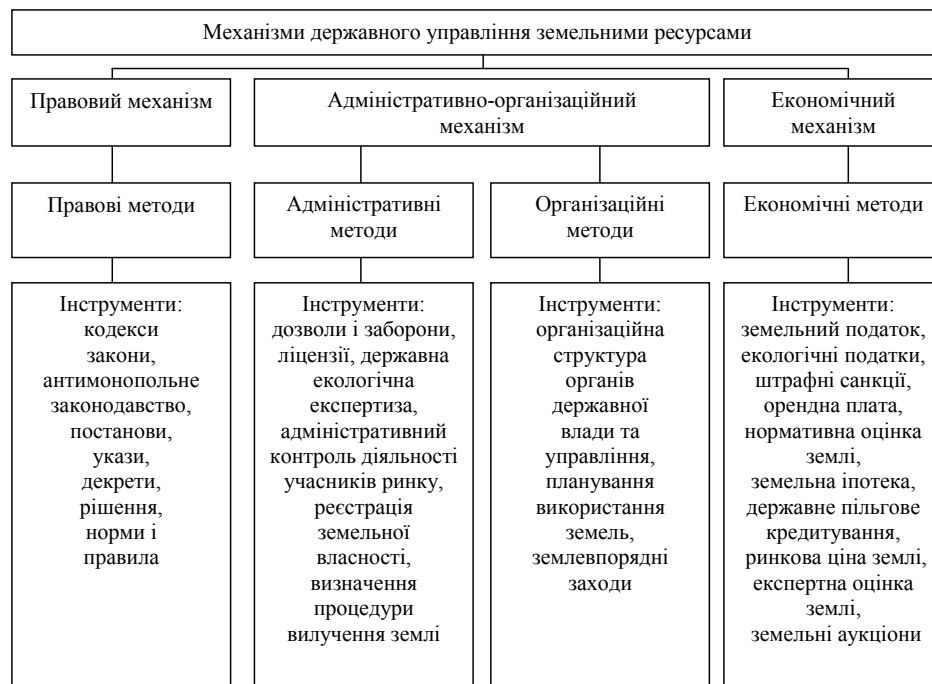 Механізми державного управління земельними ресурсами
Правовий механізм
Адміністративно-організаційний
механізм
Економічний
механізм
Правові методи
Адміністративні
методи
Організаційні
методи
Економічні методи
Інструменти:
кодекси
закони,
антимонопольне
законодавство,
постанови,
укази,
декрети,
рішення,
норми і
правила
Інструменти:
дозволи і заборони,
ліцензії, державна
екологічна
експертиза,
адміністративний
контроль діяльності
учасників ринку,
реєстрація
земельної
власності,
визначення
процедури
вилучення землі
Інструменти:
організаційна
структура
органів
державної
влади та
управління,
планування
використання
земель,
землевпорядні
заходи
Інструменти:
земельний податок,
екологічні податки,
штрафні санкції,
орендна плата,
нормативна оцінка
землі,
земельна іпотека,
державне пільгове
кредитування,
ринкова ціна землі,
експертна оцінка
землі,
земельні аукціони